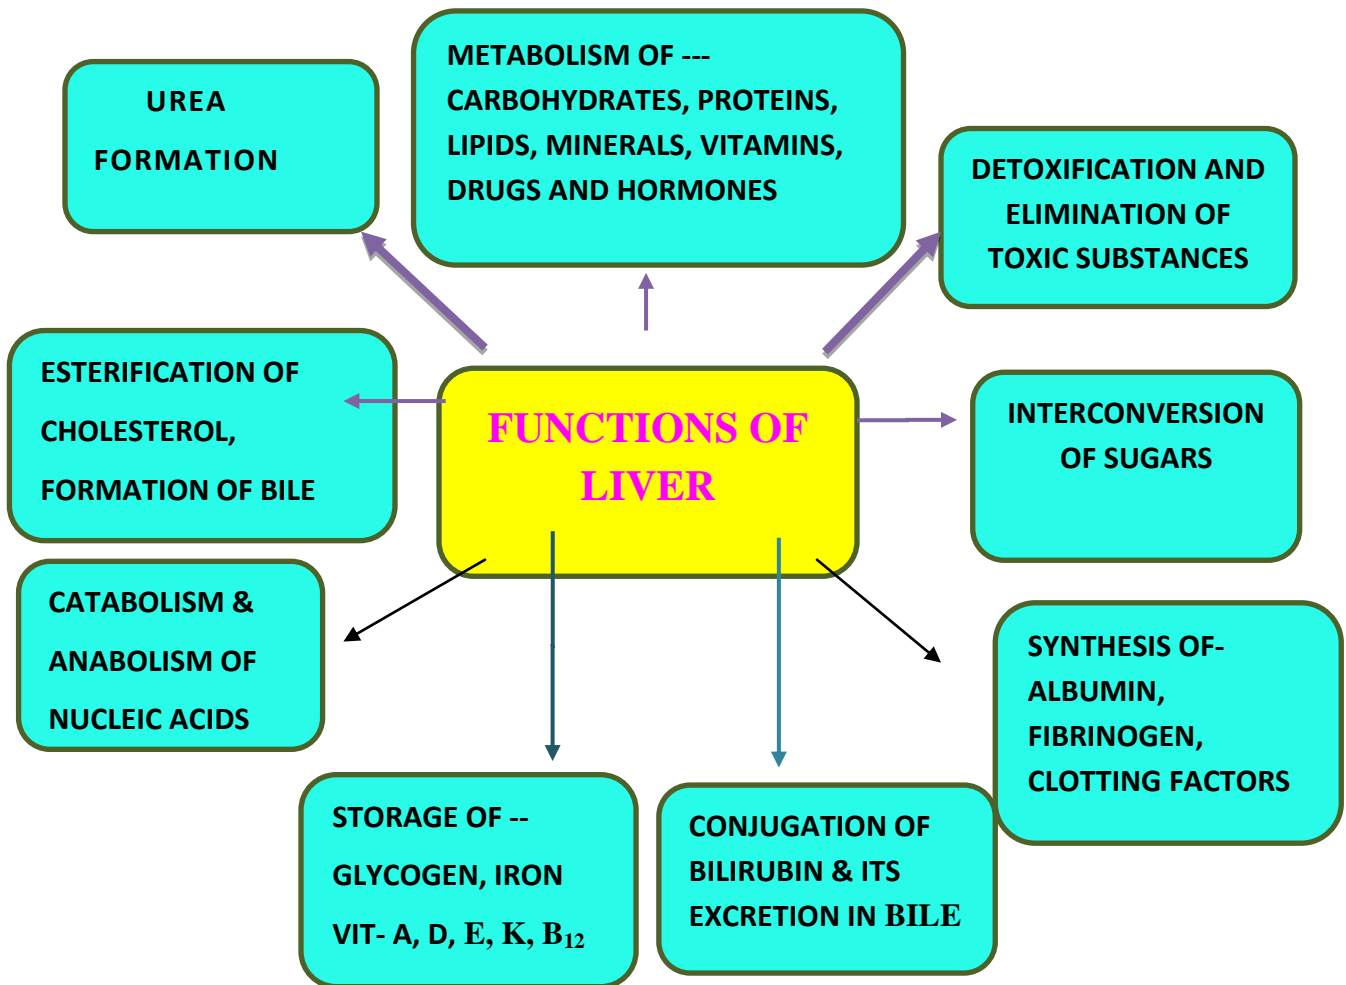 UREA
FORMATION
METABOLISM OF ---
CARBOHYDRATES, PROTEINS,
LIPIDS, MINERALS, VITAMINS,
DRUGS AND HORMONES
DETOXIFICATION AND
ELIMINATION OF
TOXIC SUBSTANCES
ESTERIFICATION OF
CHOLESTEROL,
FORMATION OF BILE
FUNCTIONS OF
LIVER
INTERCONVERSION
OF SUGARS
CATABOLISM &
ANABOLISM OF
NUCLEIC ACIDS
SYNTHESIS OF-
ALBUMIN,
FIBRINOGEN,
CLOTTING FACTORS
STORAGE OF --
GLYCOGEN, IRON
VIT- A, D, E, K, B₁₂
CONJUGATION OF
BILIRUBIN & ITS
EXCRETION IN BILE